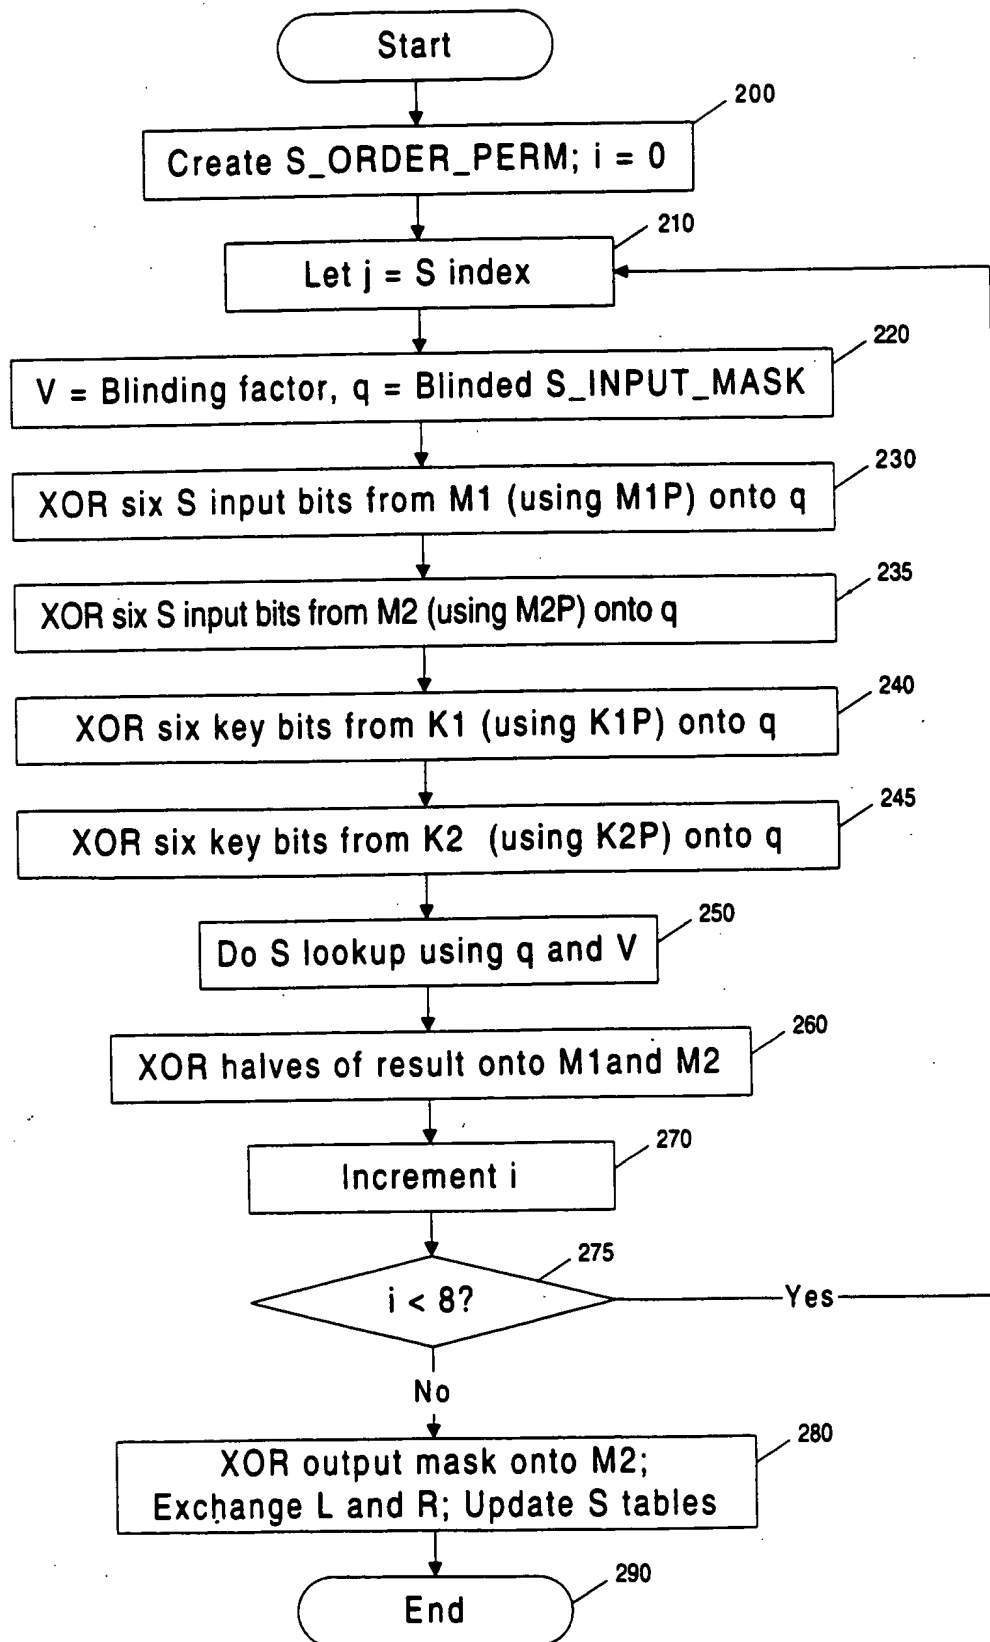 Start
200
Create S_ORDER_PERM; i = 0
210
Let j = S index
220
V = Blinding factor, q = Blinded S_INPUT_MASK
230
XOR six S input bits from M1 (using M1P) onto q
235
XOR six S input bits from M2 (using M2P) onto q
240
XOR six key bits from K1 (using K1P) onto q
245
XOR six key bits from K2 (using K2P) onto q
250
Do S lookup using q and V
260
XOR halves of result onto M1and M2
270
Increment i
275
i < 8?
Yes
No
280
XOR output mask onto M2;
Exchange L and R; Update S tables
290
End